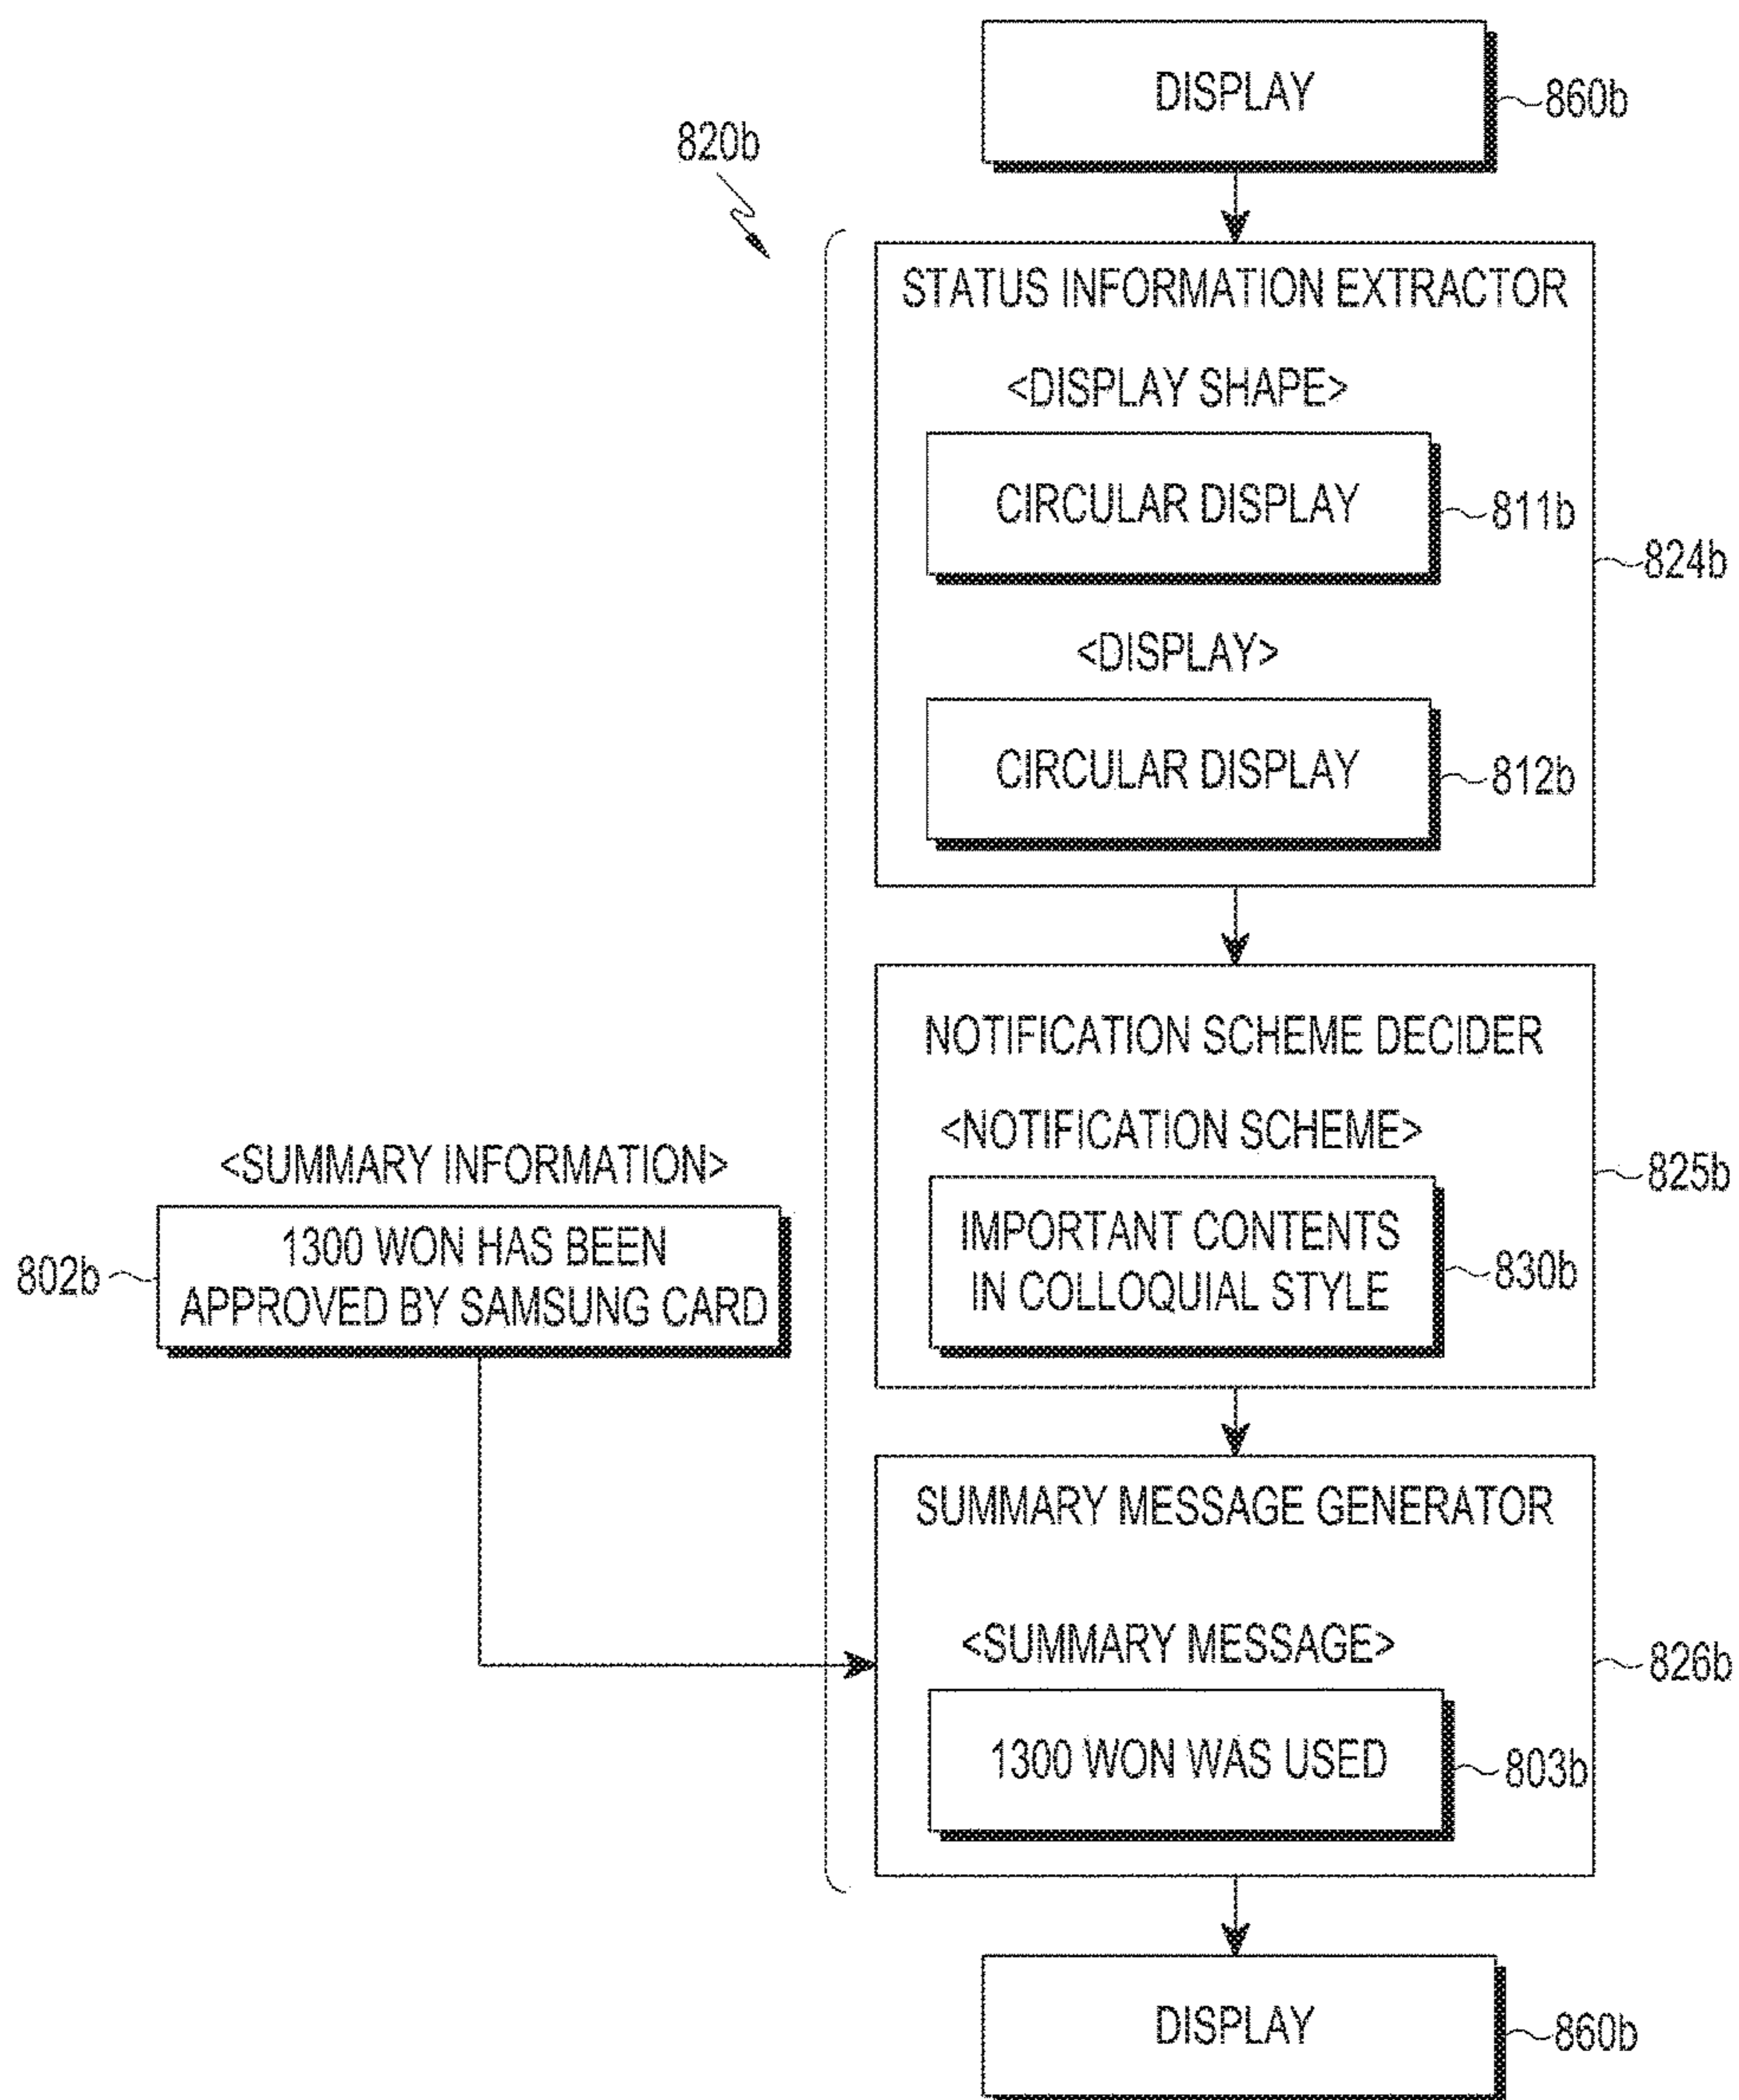 DISPLAY
860b
820b
STATUS INFORMATION EXTRACTOR
<DISPLAY SHAPE>
CIRCULAR DISPLAY
811b
824b
<DISPLAY>
CIRCULAR DISPLAY
812b
NOTIFICATION SCHEME DECIDER
<NOTIFICATION SCHEME>
IMPORTANT CONTENTS
IN COLLOQUIAL STYLE
830b
825b
<SUMMARY INFORMATION>
1300 WON HAS BEEN
APPROVED BY SAMSUNG CARD
802b
SUMMARY MESSAGE GENERATOR
<SUMMARY MESSAGE>
1300 WON WAS USED
803b
826b
DISPLAY
860b